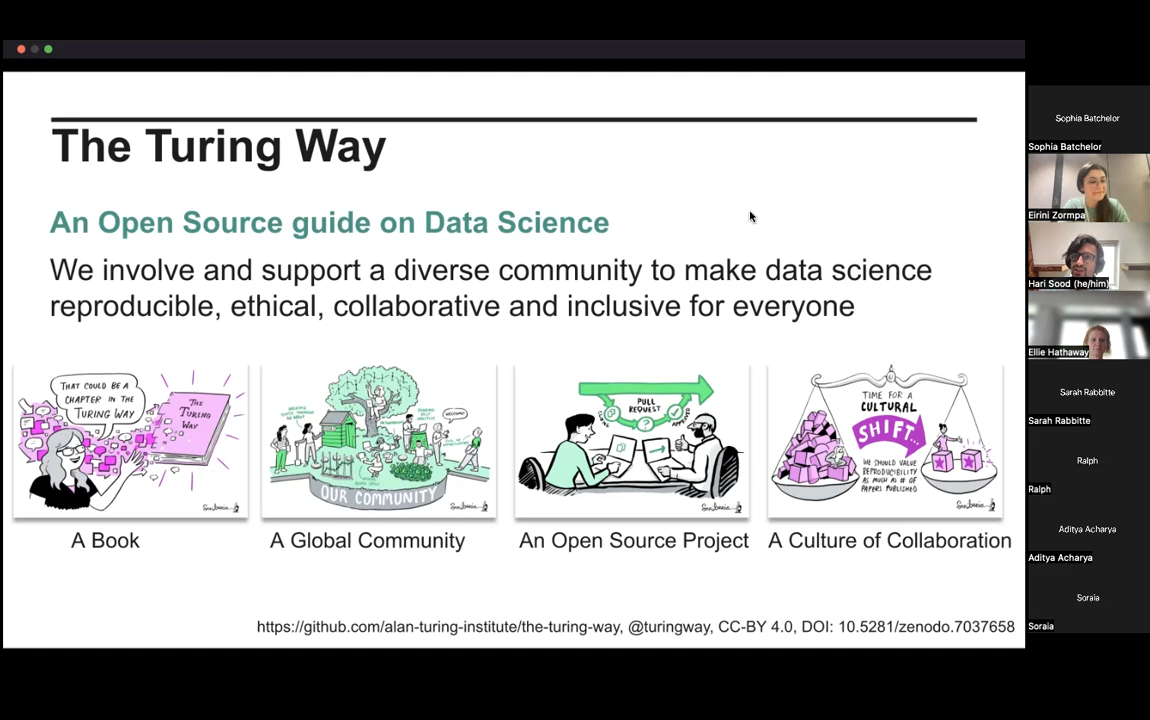 The Turing Way
An Open Source guide on Data Science
We involve and support a diverse community to make data science
reproducible, ethical, collaborative and inclusive for everyone
THAT COULD BE A
CHAPTER IN THE
TURING WAY
THE
TURING
WAY
WELCOME!
OUR COMMUNITY
PULL
REQUEST
APPROVED
?
TIME FOR A
CULTURAL
SHIFT...
WE SHOULD VALUE
REPRODUCIBILITY
AS MUCH AS # OF
PAPERS PUBLISHED
Scriberia
Scriberia
Scriberia
Scriberia
A Book
A Global Community
An Open Source Project
A Culture of Collaboration
https://github.com/alan-turing-institute/the-turing-way, @turingway, CC-BY 4.0, DOI: 10.5281/zenodo.7037658
Sophia Batchelor
Sophia Batchelor
Eirini Zormpa
Hari Sood (he/him)
Ellie Hathaway
Sarah Rabbitte
Sarah Rabbitte
Ralph
Ralph
Aditya Acharya
Aditya Acharya
Soraia
Soraia